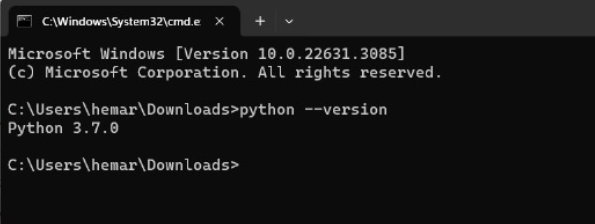 C:\Windows\System32\cmd.e
Microsoft Windows [Version 10.0.22631.3085]
(c) Microsoft Corporation. All rights reserved.
C:\Users\hemar\Downloads>python --version
Python 3.7.0
C:\Users\hemar\Downloads>